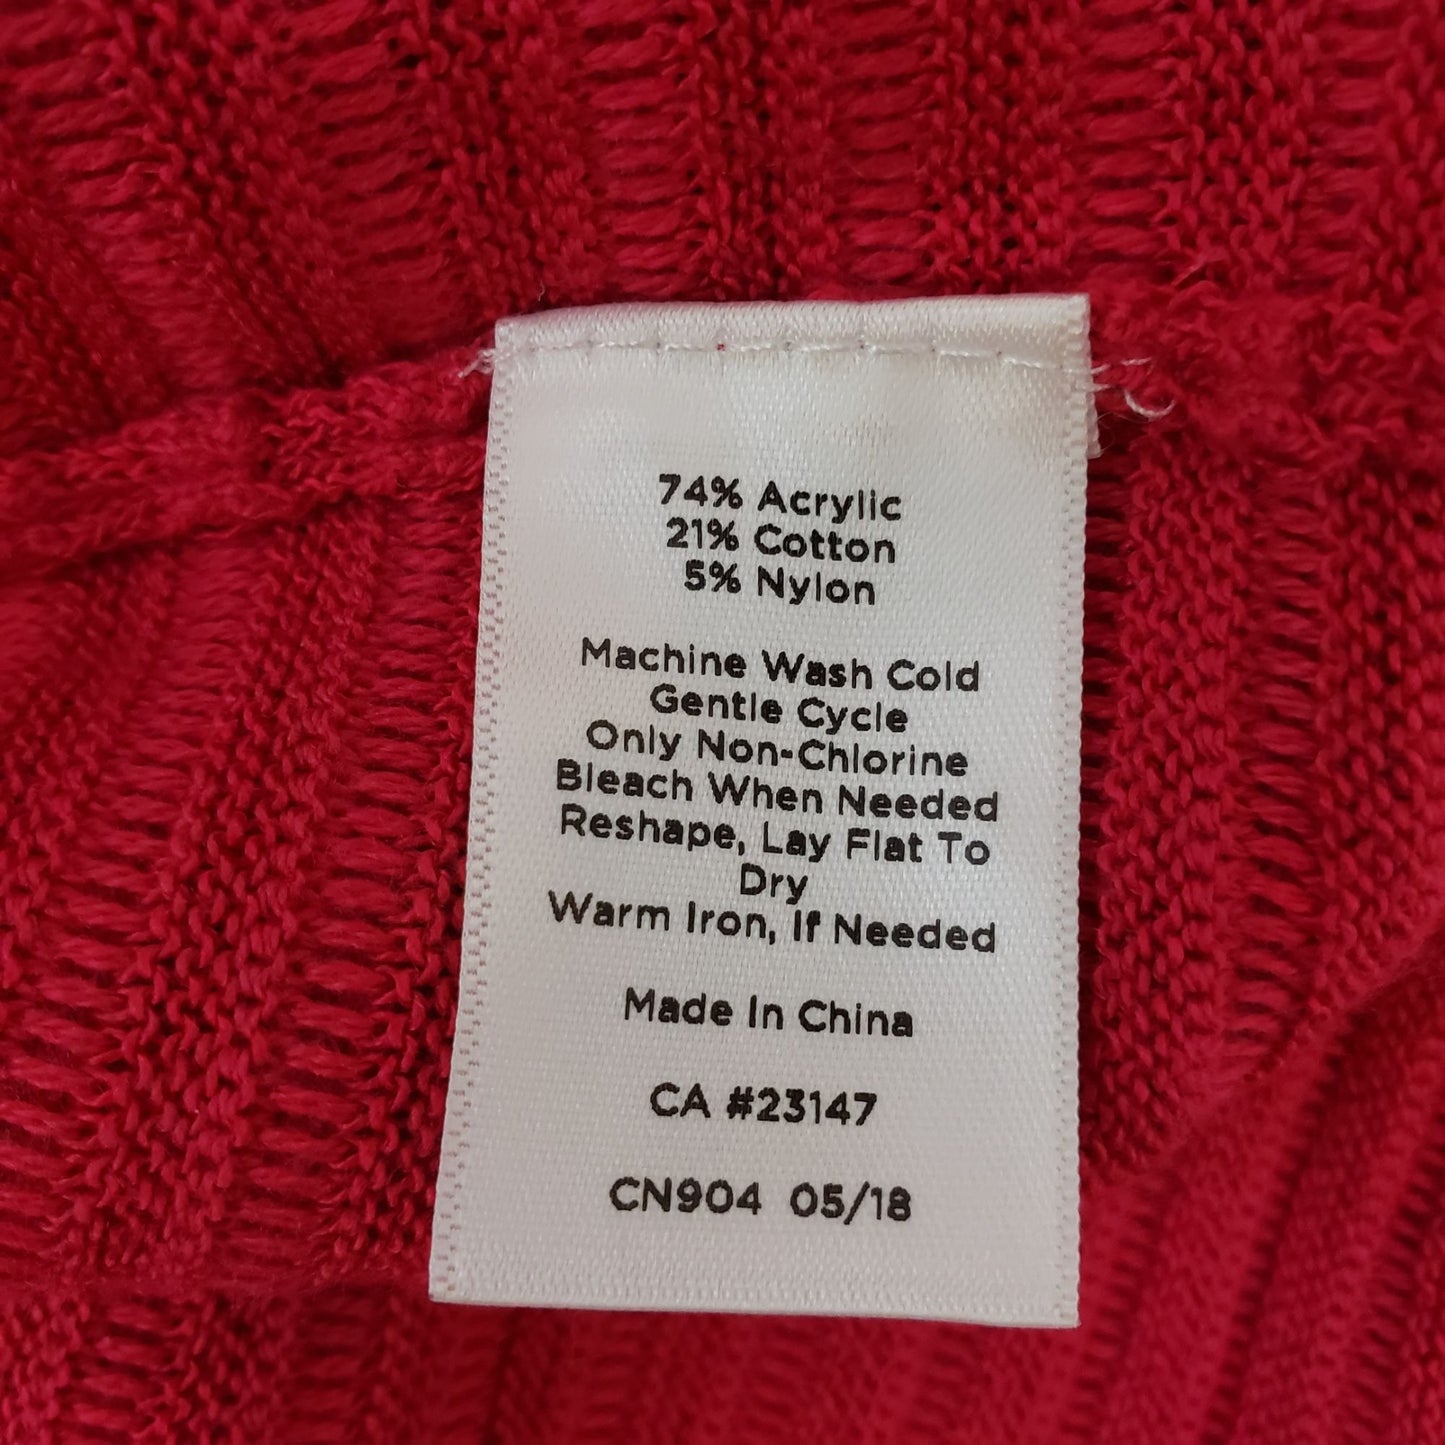 74% Acrylic
21% Cotton
5% Nylon
Machine Wash Cold
Gentle Cycle
Only Non-Chlorine
Bleach When Needed
Reshape, Lay Flat To
Dry
Warm Iron, If Needed
Made In China
CA #23147
CN904 05/18